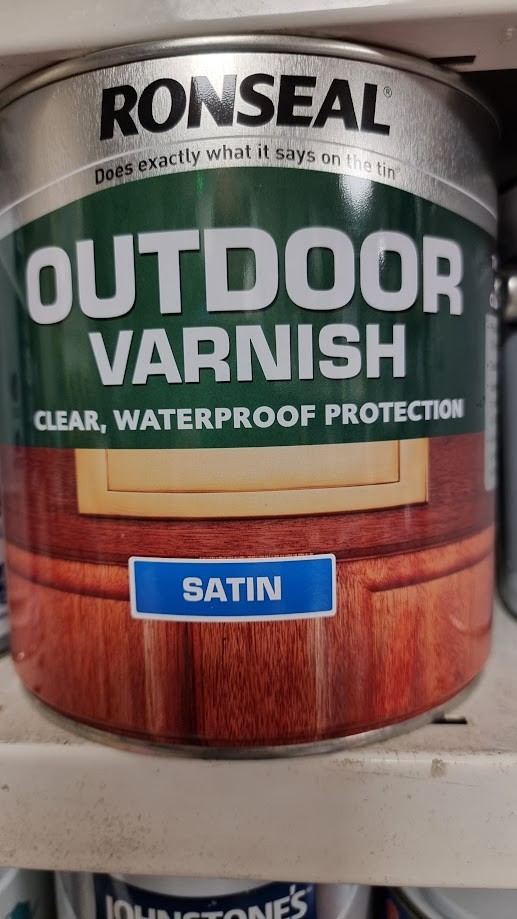 RONSEAL®
Does exactly what it says on the tin
OUTDOOR
VARNISH
CLEAR, WATERPROOF PROTECTION
SATIN
JOHNSTONE'S